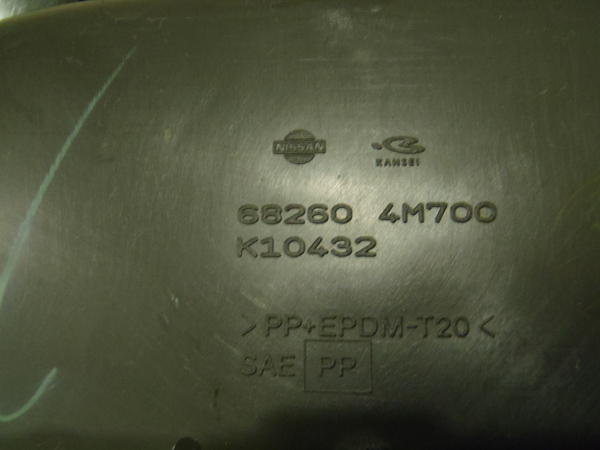 NISSAN KANSEI
68260 4M700
K10432
>PP+EPDM-T20<
SAE PP